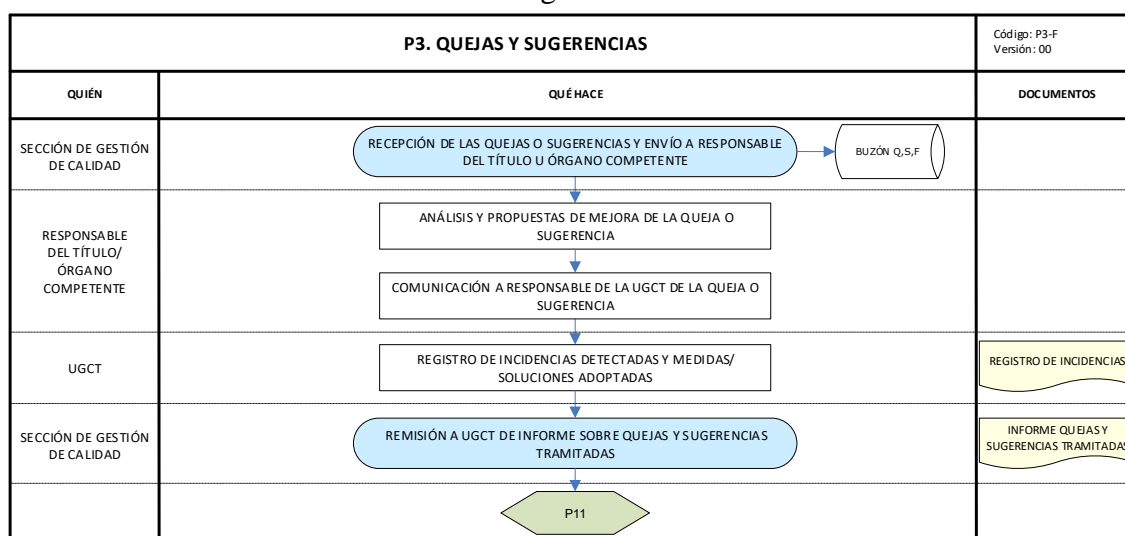 P3. QUEJAS Y SUGERENCIAS
Código: P3-F
Versión: 00
QUIÉN
QUÉ HACE
DOCUMENTOS
SECCIÓN DE GESTIÓN
DE CALIDAD
RECEPCIÓN DE LAS QUEJAS O SUGERENCIAS Y ENVÍO A RESPONSABLE
DEL TÍTULO U ÓRGANO COMPETENTE
BUZÓN Q,S,F
RESPONSABLE
DEL TÍTULO/
ÓRGANO
COMPETENTE
ANÁLISIS Y PROPUESTAS DE MEJORA DE LA QUEJA O
SUGERENCIA
COMUNICACIÓN A RESPONSABLE DE LA UGCT DE LA QUEJA O
SUGERENCIA
UGCT
REGISTRO DE INCIDENCIAS DETECTADAS Y MEDIDAS/
SOLUCIONES ADOPTADAS
REGISTRO DE INCIDENCIAS
SECCIÓN DE GESTIÓN
DE CALIDAD
REMISIÓN A UGCT DE INFORME SOBRE QUEJAS Y SUGERENCIAS
TRAMITADAS
INFORME QUEJAS Y
SUGERENCIAS TRAMITADAS
P11